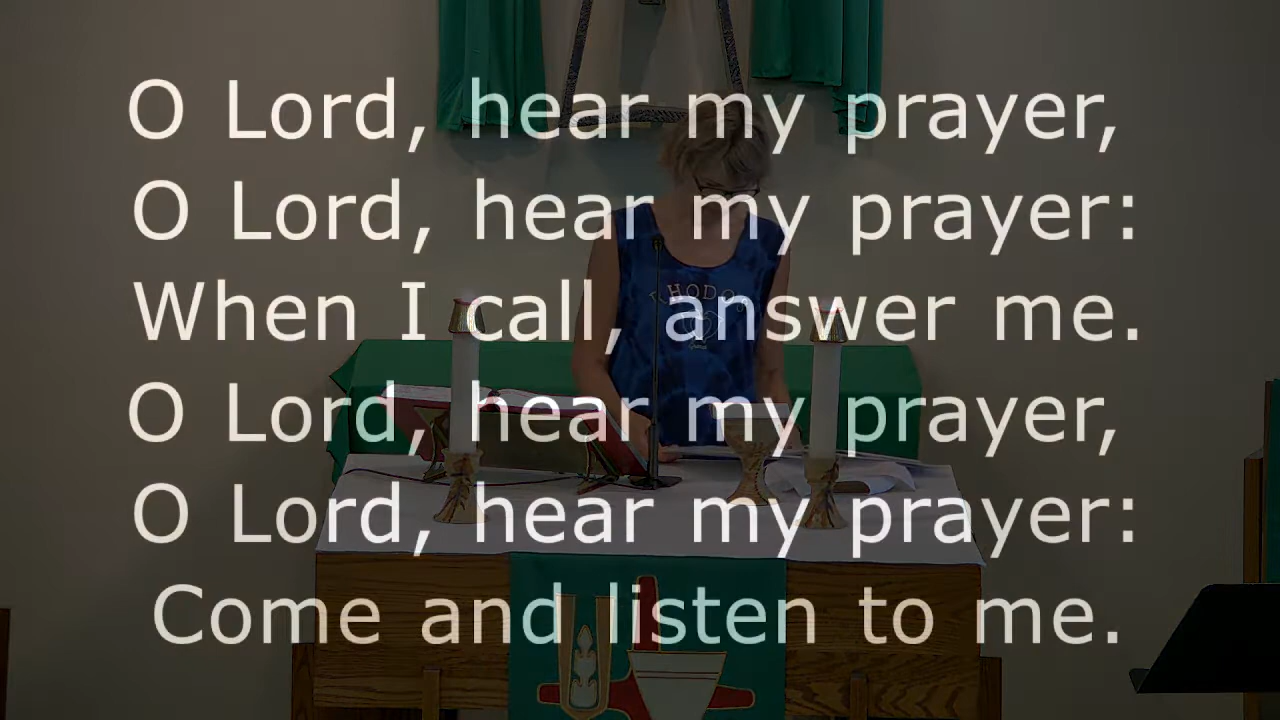 O Lord, hear my prayer,
O Lord, hear my prayer:
When I call, answer me.
O Lord, hear my prayer,
O Lord, hear my prayer:
Come and listen to me.